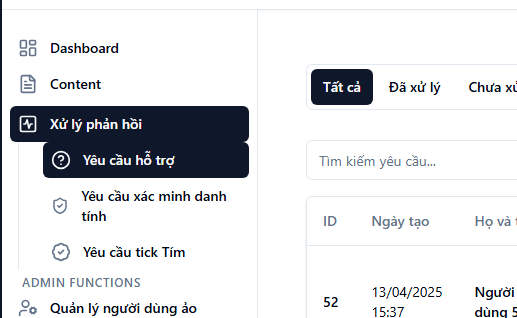 Dashboard
Content
Xử lý phản hồi
Yêu cầu hỗ trợ
Yêu cầu xác minh danh
tính
Yêu cầu tick Tím
ADMIN FUNCTIONS
Quản lý người dùng ảo
Tất cả Đã xử lý Chưa xử
Tìm kiếm yêu cầu...
ID Ngày tạo Họ và
52 13/04/2025 Người
15:37 dùng